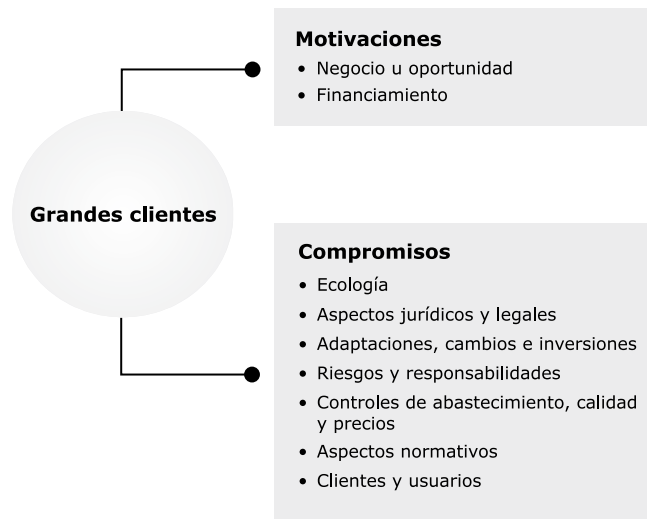 Motivaciones
• Negocio u oportunidad
• Financiamiento
Grandes clientes
Compromisos
• Ecología
• Aspectos jurídicos y legales
• Adaptaciones, cambios e inversiones
• Riesgos y responsabilidades
• Controles de abastecimiento, calidad
y precios
• Aspectos normativos
• Clientes y usuarios